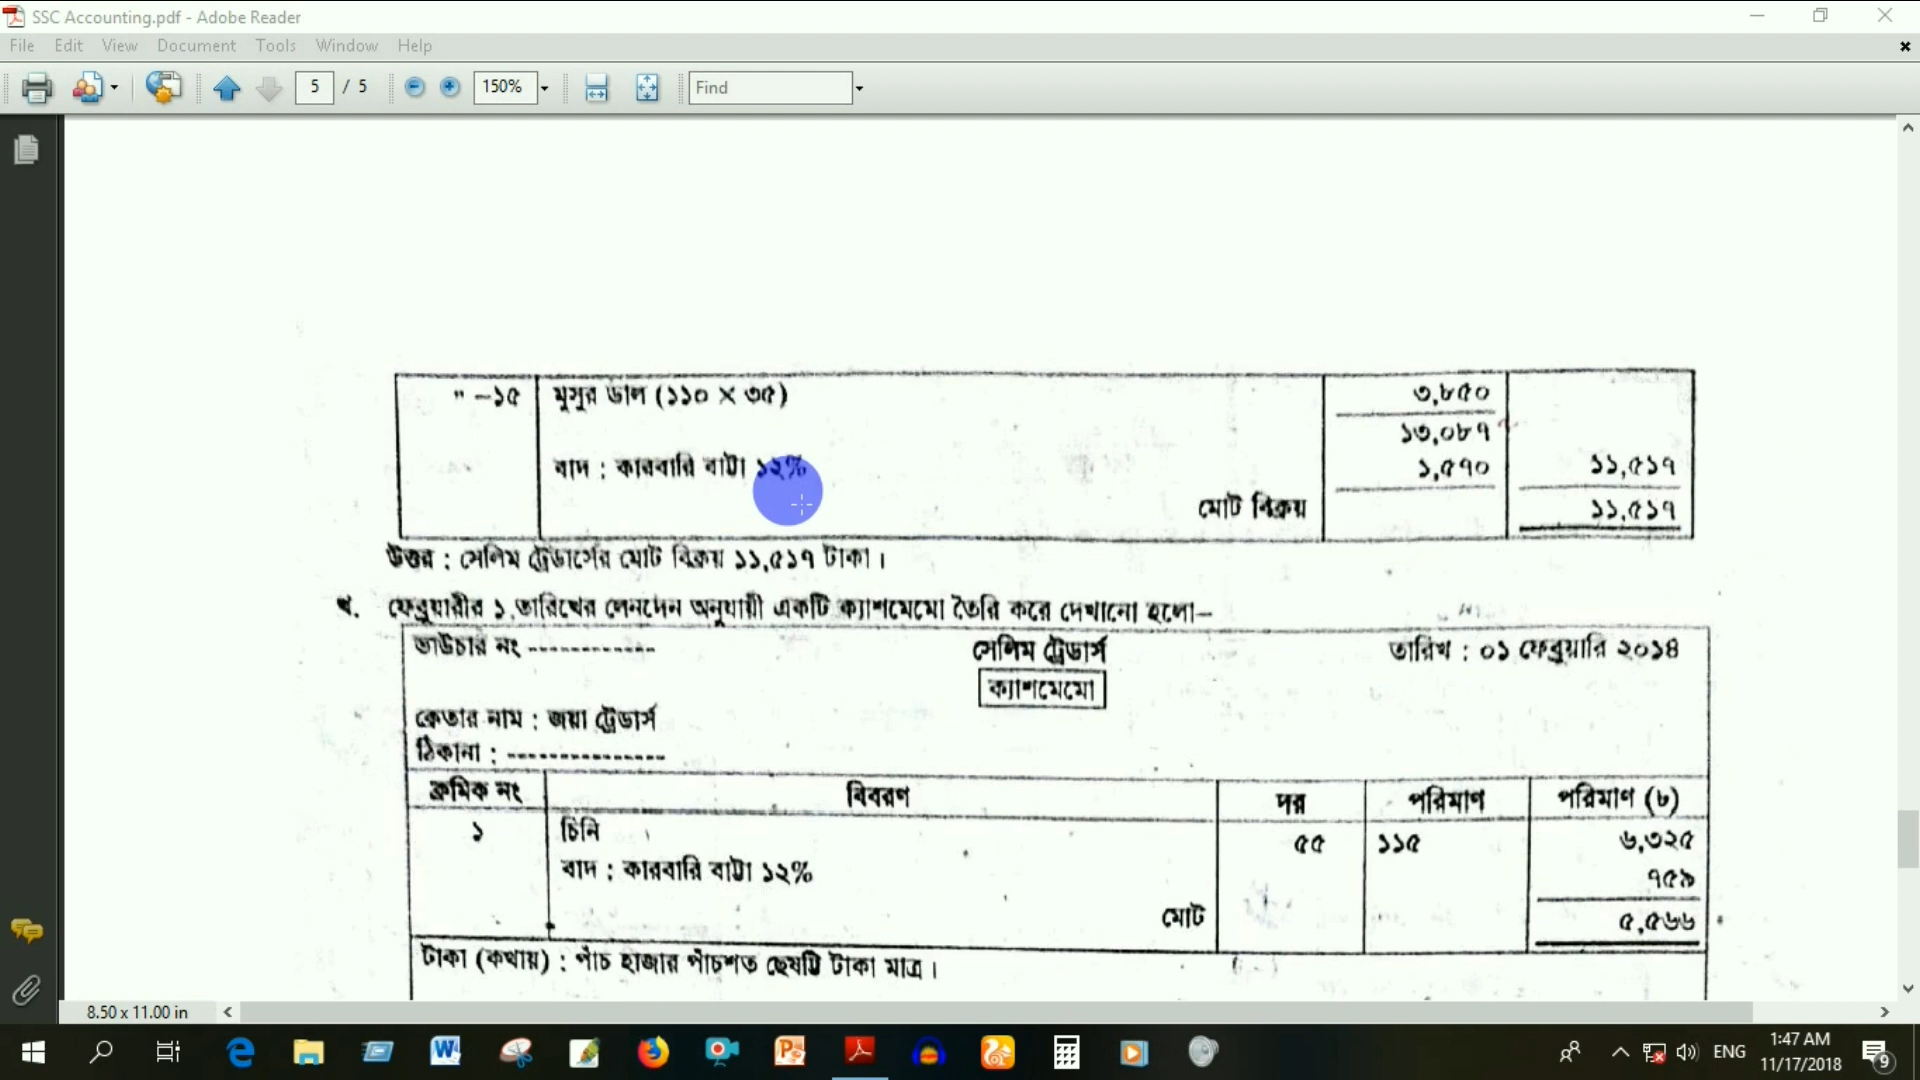 SSC Accounting.pdf - Adobe Reader
File Edit View Document Tools Window Help
5 / 5 150% Find
" –১৫ মুসুর ডাল (১১০ X ৩৫) ৩,৮৫০
১৩,০৮৭
বাদ : কারবারি বাট্টা ১২% ১,৫৭০ ১১,৫১৭
মোট বিক্রয় ১১,৫১৭
উত্তর : সেলিম ট্রেডার্সের মোট বিক্রয় ১১,৫১৭ টাকা।
খ. ফেব্রুয়ারীর ১ তারিখের লেনদেন অনুযায়ী একটি ক্যাশমেমো তৈরি করে দেখানো হলো–
ভাউচার নং ------------ সেলিম ট্রেডার্স তারিখ : ০১ ফেব্রুয়ারি ২০১৪
ক্যাশমেমো
ক্রেতার নাম : জয়া ট্রেডার্স
ঠিকানা : ---------------
ক্রমিক নং বিবরণ দর পরিমাণ পরিমাণ (৳)
১ চিনি ৫৫ ১১৫ ৬,৩২৫
বাদ : কারবারি বাট্টা ১২% ৭৫৯
মোট ৫,৫৬৬
টাকা (কথায়) : পাঁচ হাজার পাঁচশত ছেষট্টি টাকা মাত্র।
8.50 x 11.00 in
ENG 1:47 AM
11/17/2018 9